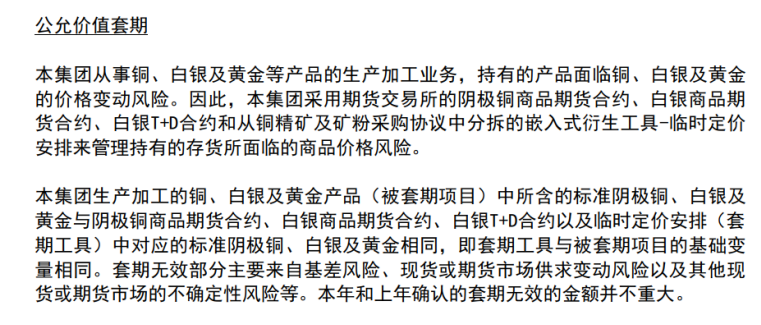 公允价值套期
本集团从事铜、白银及黄金等产品的生产加工业务，持有的产品面临铜、白银及黄金
的价格变动风险。因此，本集团采用期货交易所的阴极铜商品期货合约、白银商品期
货合约、白银T+D合约和从铜精矿及矿粉采购协议中分拆的嵌入式衍生工具-临时定价
安排来管理持有的存货所面临的商品价格风险。
本集团生产加工的铜、白银及黄金产品（被套期项目）中所含的标准阴极铜、白银及
黄金与阴极铜商品期货合约、白银商品期货合约、白银T+D合约以及临时定价安排（套
期工具）中对应的标准阴极铜、白银及黄金相同，即套期工具与被套期项目的基础变
量相同。套期无效部分主要来自基差风险、现货或期货市场供求变动风险以及其他现
货或期货市场的不确定性风险等。本年和上年确认的套期无效的金额并不重大。